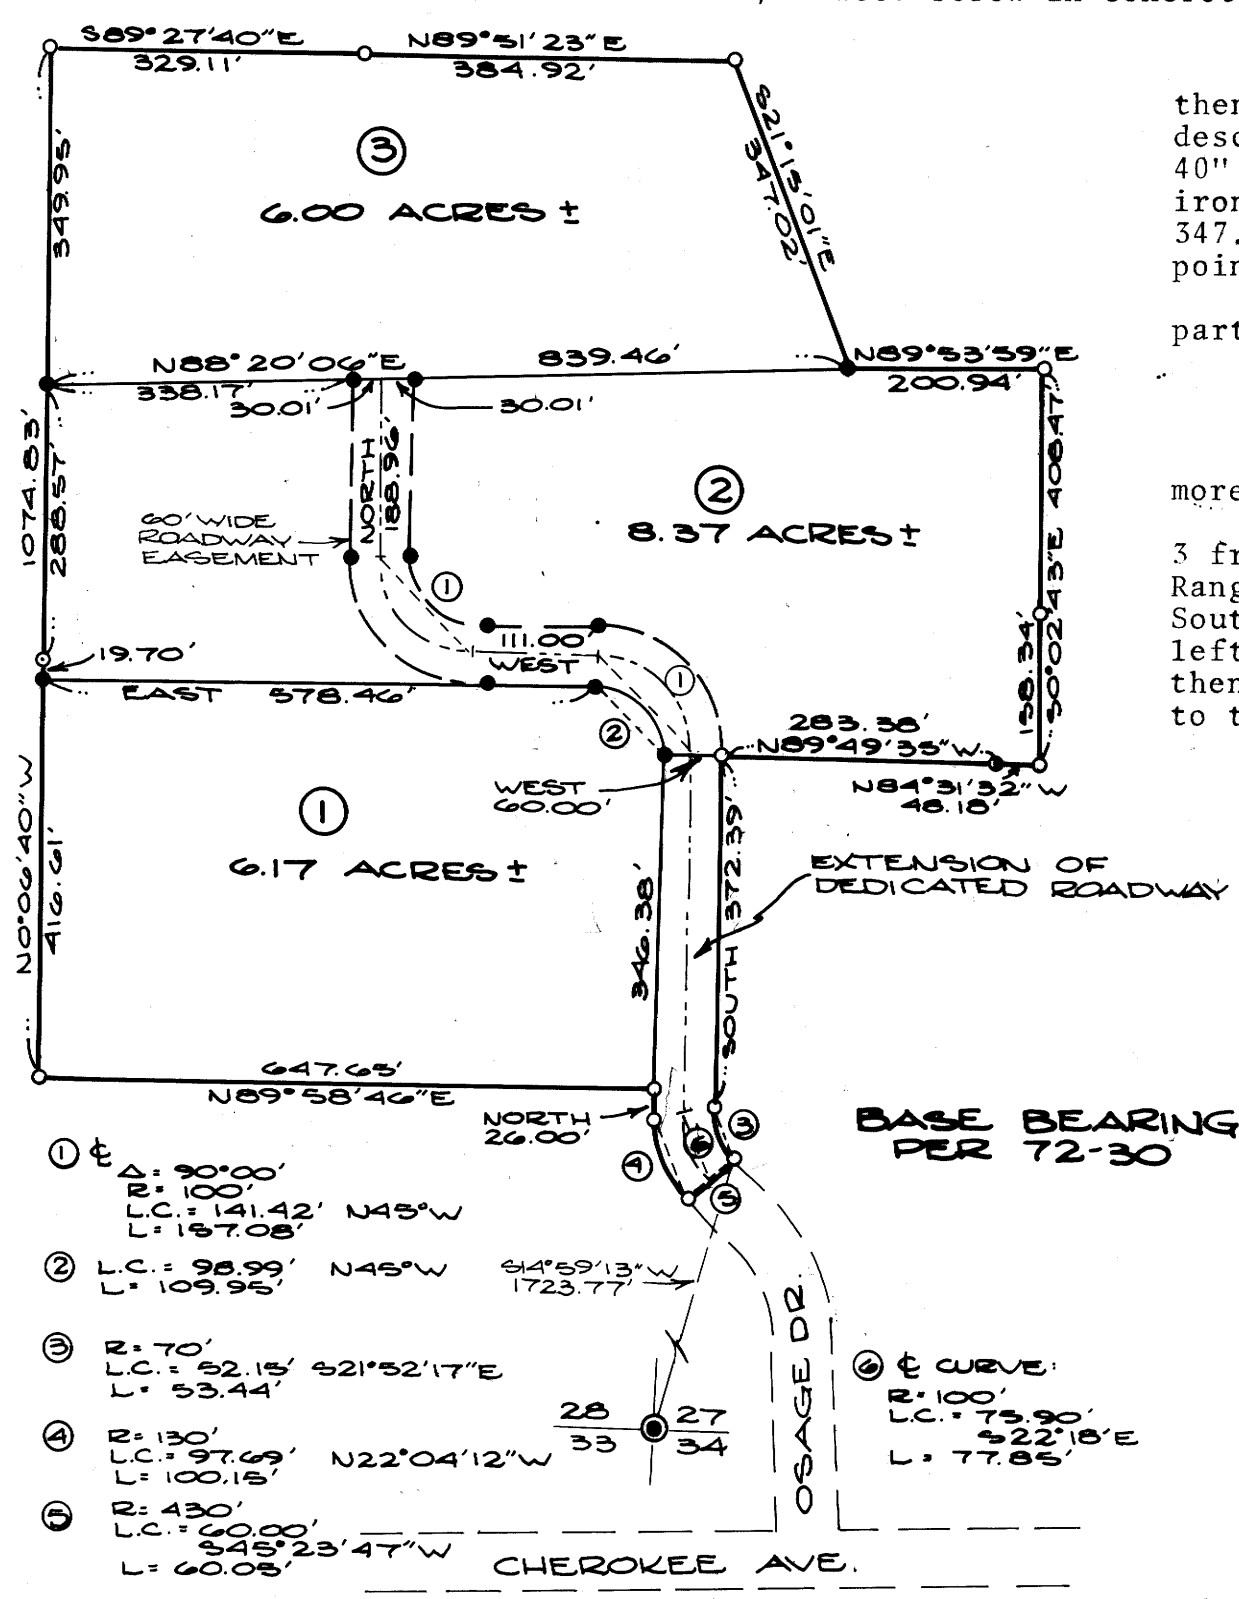 S89°27'40"E
329.11'
N89°51'23"E
384.92'
S21°15'01"E
347.02'
349.95'
3
6.00 ACRES ±
then
desc
40"
iron
347.
poin
part
N88°20'06"E
338.17'
839.46'
30.01'
30.01'
N89°53'59"E
200.94'
1074.83'
288.57'
NORTH
188.96'
60' WIDE
ROADWAY
EASEMENT
2
8.37 ACRES ±
408.47
S0°02'43"E
158.34'
more
3 fr
Rang
Sout
left
then
to t
1
111.00'
WEST
1
19.70'
EAST 578.46"
2
283.38'
N89°49'35"W
N84°31'32"W
48.18'
WEST
60.00'
1
6.17 ACRES ±
N0°06'40"W
416.61'
346.38'
SOUTH 372.39'
EXTENSION OF
DEDICATED ROADWAY
647.65'
N89°58'46"E
NORTH
26.00'
6
3
4
5
BASE BEARING
PER 72-30
1 ℄
Δ = 90°00'
R = 100'
L.C. = 141.42' N45°W
L = 157.08'
2 L.C. = 98.99' N45°W
L = 109.95'
S14°59'13"W
1723.77'
3 R = 70'
L.C. = 52.15' S21°52'17"E
L = 53.44'
4 R = 130'
L.C. = 97.69' N22°04'12"W
L = 100.15'
5 R = 430'
L.C. = 60.00'
S45°23'47"W
L = 60.05'
28 27
33 34
OSAGE DR.
6 ℄ CURVE:
R = 100'
L.C. = 75.90'
S22°18'E
L = 77.85'
CHEROKEE AVE.